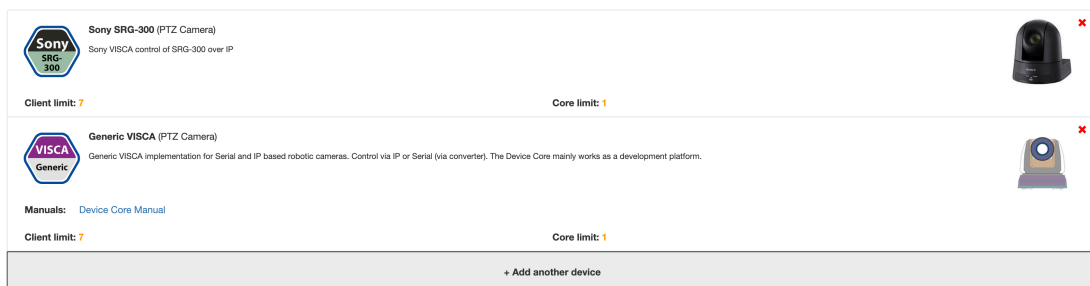 Sony SRG-300 (PTZ Camera)
Sony VISCA control of SRG-300 over IP
Sony
SRG-
300
Client limit: 7
Core limit: 1
Generic VISCA (PTZ Camera)
Generic VISCA implementation for Serial and IP based robotic cameras. Control via IP or Serial (via converter). The Device Core mainly works as a development platform.
VISCA
Generic
Manuals: Device Core Manual
Client limit: 7
Core limit: 1
+ Add another device